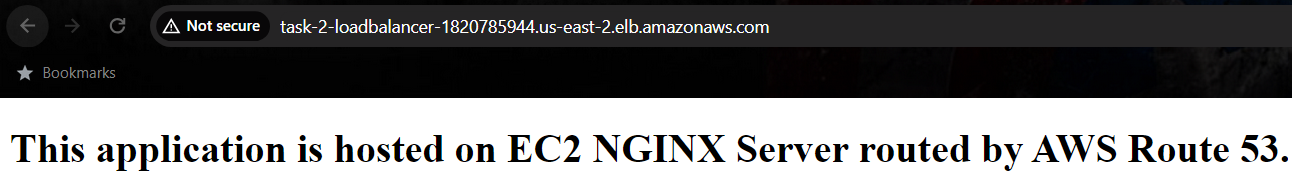 Not secure task-2-loadbalancer-1820785944.us-east-2.elb.amazonaws.com
Bookmarks
This application is hosted on EC2 NGINX Server routed by AWS Route 53.